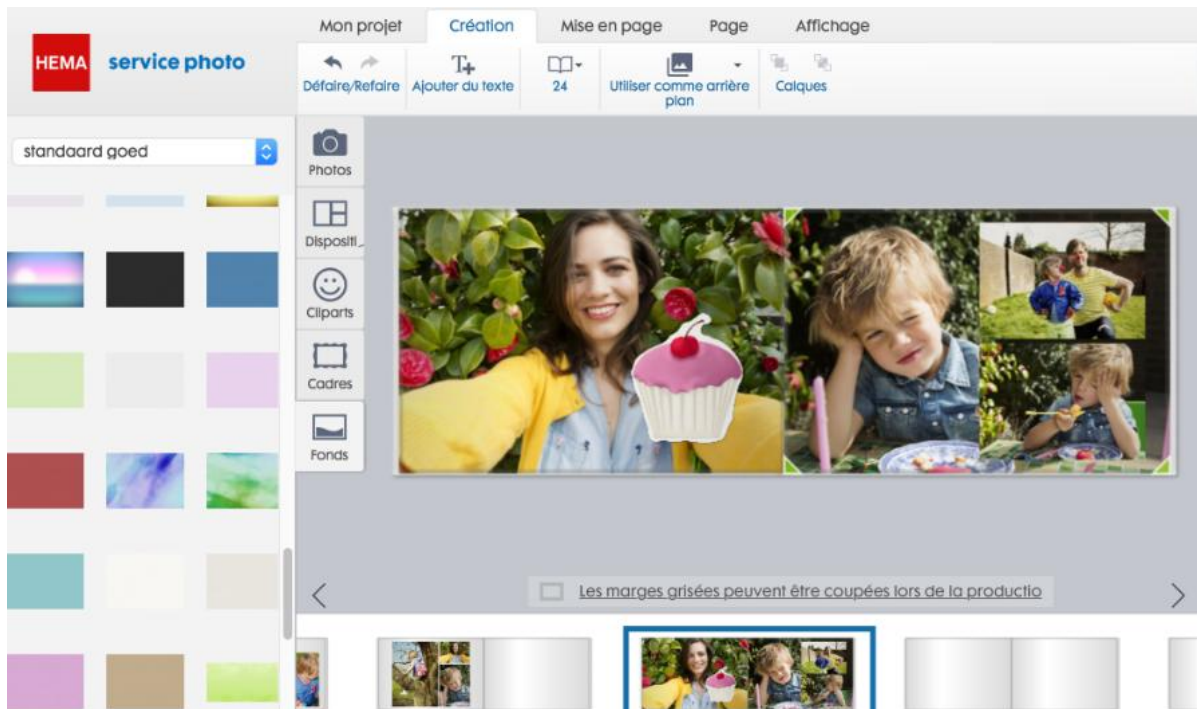 Mon projet
Création
Mise en page
Page
Affichage
HEMA
service photo
Défaire/Refaire
Ajouter du texte
24
Utiliser comme arrière
plan
Calques
standaard goed
Photos
Dispositi...
Cliparts
Cadres
Fonds
Les marges grisées peuvent être coupées lors de la productio